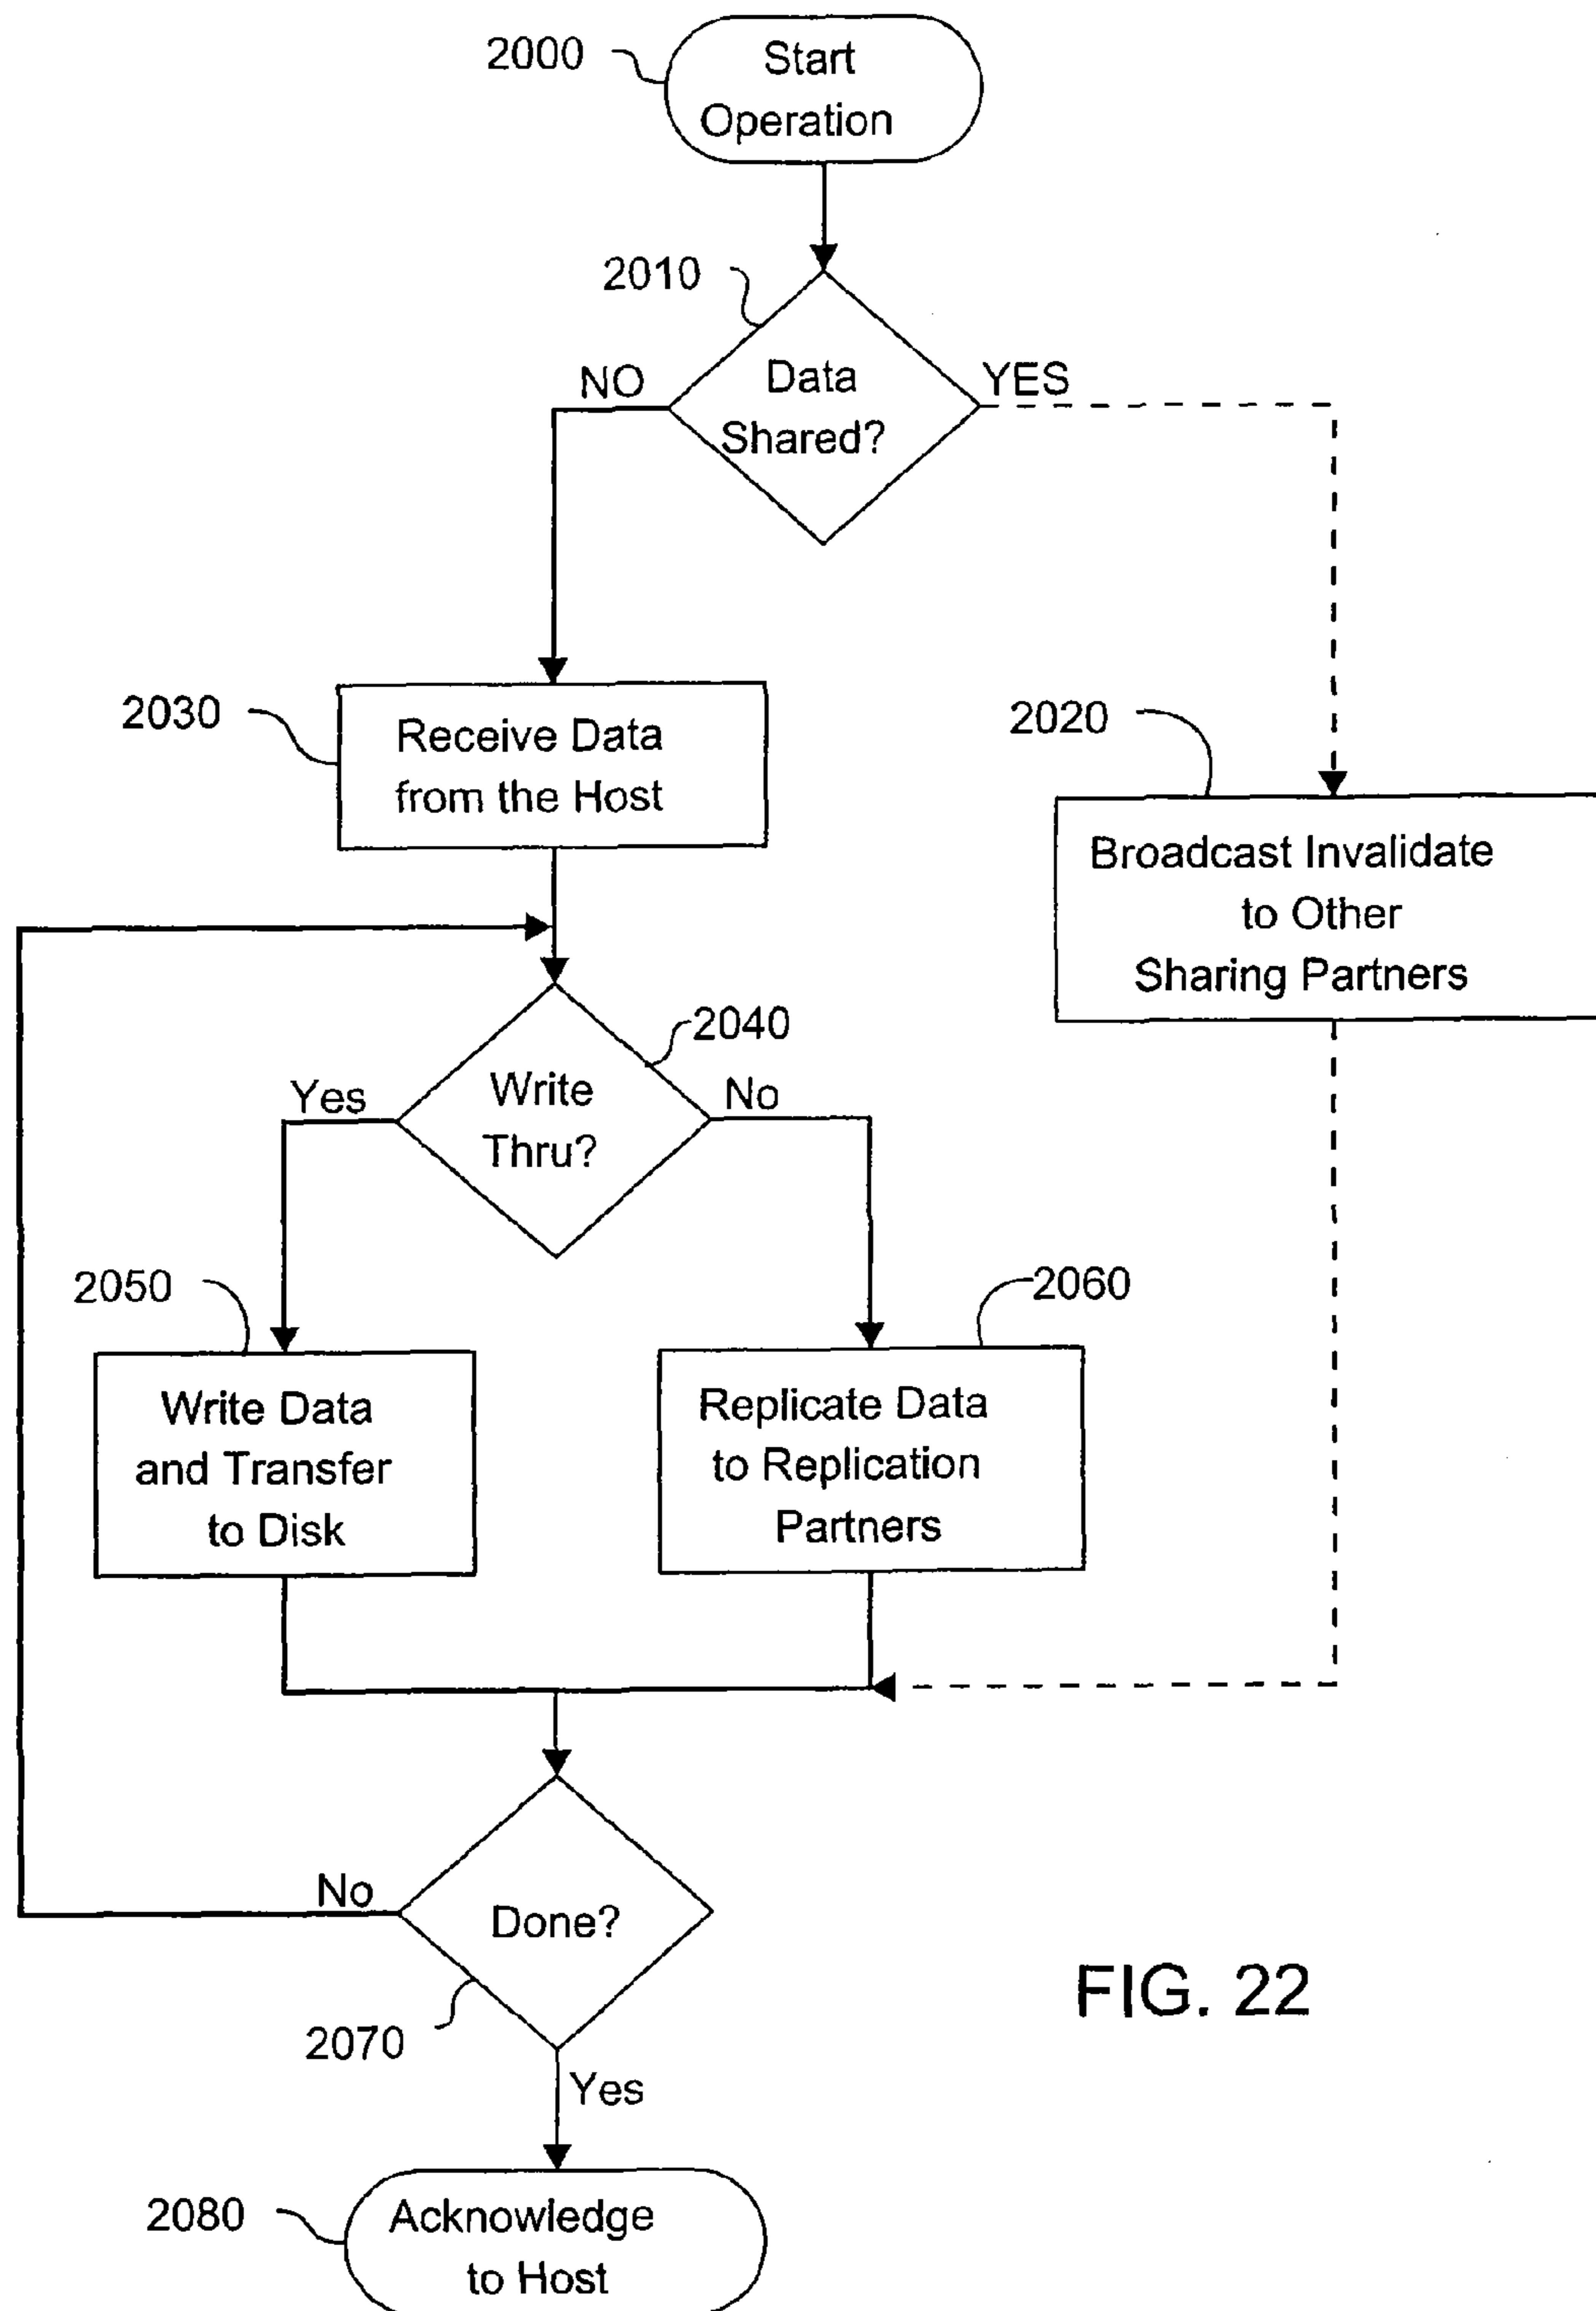 2000
Start
Operation
2010
NO
Data
Shared?
YES
2030
Receive Data
from the Host
2020
Broadcast Invalidate
to Other
Sharing Partners
2040
Yes
Write
Thru?
No
2050
Write Data
and Transfer
to Disk
2060
Replicate Data
to Replication
Partners
No
Done?
2070
Yes
FIG. 22
2080
Acknowledge
to Host